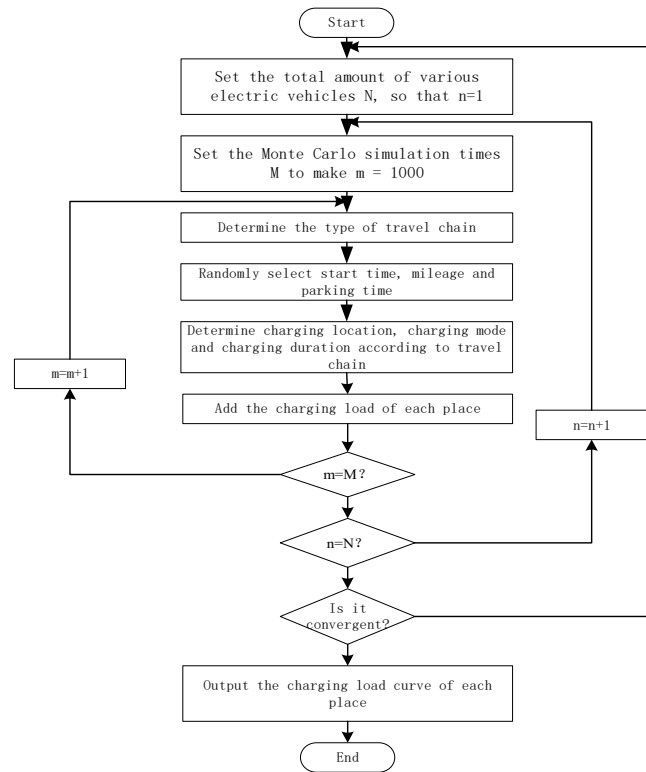 Start
Set the total amount of various
electric vehicles N, so that n=1
Set the Monte Carlo simulation times
M to make m = 1000
Determine the type of travel chain
Randomly select start time, mileage and
parking time
Determine charging location, charging mode
and charging duration according to travel
chain
m=m+1
Add the charging load of each place
n=n+1
m=M?
n=N?
Is it
convergent?
Output the charging load curve of each
place
End